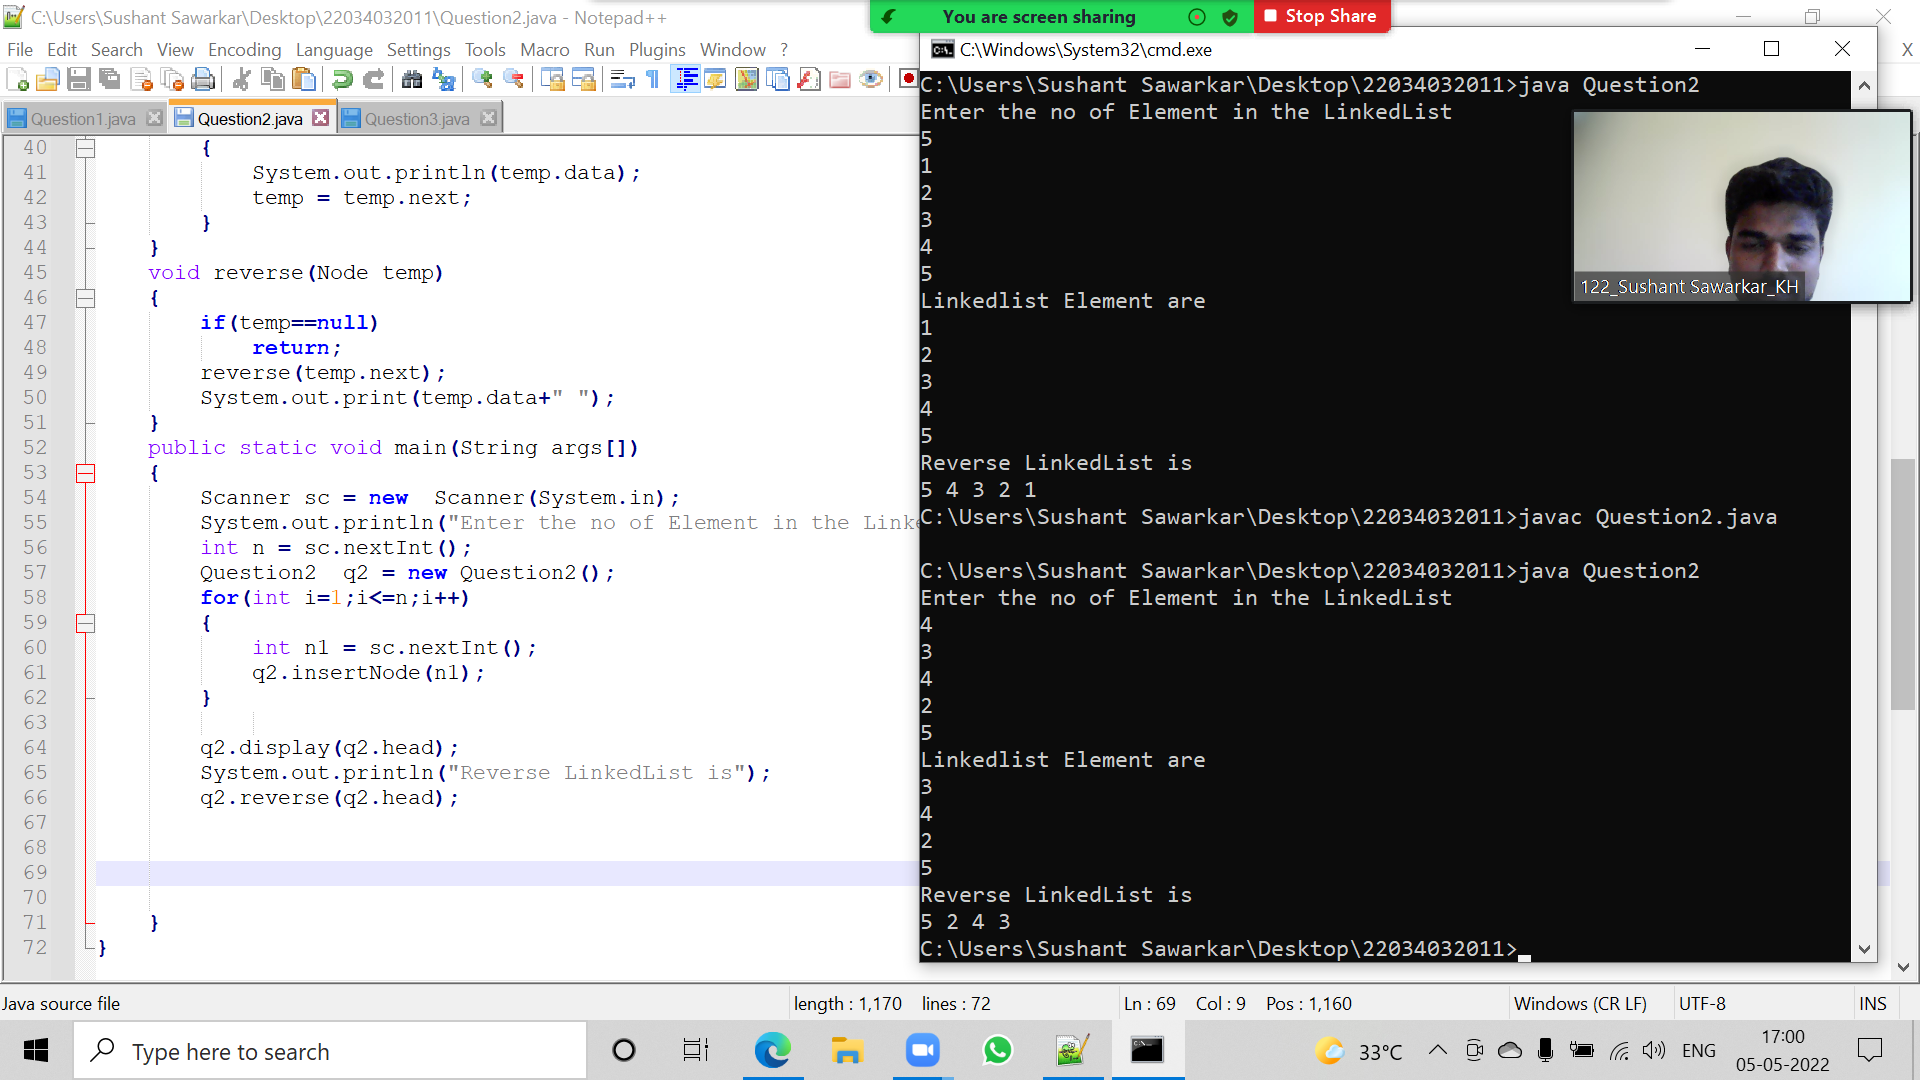 C:\Users\Sushant Sawarkar\Desktop\22034032011\Question2.java - Notepad++
You are screen sharing
Stop Share
File Edit Search View Encoding Language Settings Tools Macro Run Plugins Window ?
X
Question1.java Question2.java Question3.java
40 {
41 System.out.println(temp.data);
42 temp = temp.next;
43 }
44 }
45 void reverse(Node temp)
46 {
47 if(temp==null)
48 return;
49 reverse(temp.next);
50 System.out.print(temp.data+" ");
51 }
52 public static void main(String args[])
53 {
54 Scanner sc = new  Scanner(System.in);
55 System.out.println("Enter the no of Element in the Linke
56 int n = sc.nextInt();
57 Question2  q2 = new Question2();
58 for(int i=1;i<=n;i++)
59 {
60 int n1 = sc.nextInt();
61 q2.insertNode(n1);
62 }
63
64 q2.display(q2.head);
65 System.out.println("Reverse LinkedList is");
66 q2.reverse(q2.head);
67
68
69
70
71 }
72 }
C:\Windows\System32\cmd.exe
C:\Users\Sushant Sawarkar\Desktop\22034032011>java Question2
Enter the no of Element in the LinkedList
5
1
2
3
4
5
Linkedlist Element are
1
2
3
4
5
Reverse LinkedList is
5 4 3 2 1
C:\Users\Sushant Sawarkar\Desktop\22034032011>javac Question2.java
C:\Users\Sushant Sawarkar\Desktop\22034032011>java Question2
Enter the no of Element in the LinkedList
4
3
4
2
5
Linkedlist Element are
3
4
2
5
Reverse LinkedList is
5 2 4 3
C:\Users\Sushant Sawarkar\Desktop\22034032011>
122_Sushant Sawarkar_KH
Java source file
length : 1,170 lines : 72
Ln : 69 Col : 9 Pos : 1,160
Windows (CR LF)
UTF-8
INS
Type here to search
33°C
ENG
17:00
05-05-2022